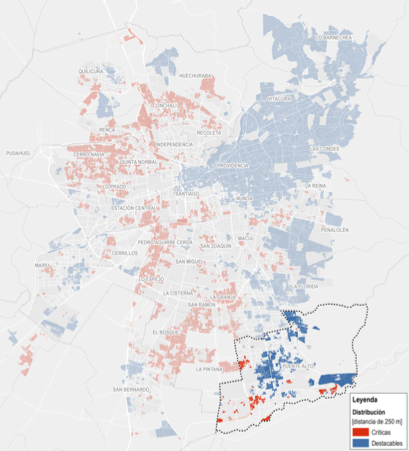 LO BARNECHEA
QUILICURA
HUECHURABA
VITACURA
CONCHALÍ
RENCA
RECOLETA
INDEPENDENCIA
LAS CONDES
PUDAHUEL
CERRO NAVIA
QUINTA NORMAL
PROVIDENCIA
LO PRADO
SANTIAGO
LA REINA
ÑUÑOA
ESTACIÓN CENTRAL
PEÑALOLÉN
PEDRO AGUIRRE CERDA
MACUL
SAN JOAQUÍN
CERRILLOS
SAN MIGUEL
MAIPÚ
LO ESPEJO
LA CISTERNA
LA FLORIDA
LA GRANJA
SAN RAMÓN
EL BOSQUE
LA PINTANA
PUENTE ALTO
SAN BERNARDO
Leyenda
Distribución
[distancia de 250 m]
Críticas
Destacables